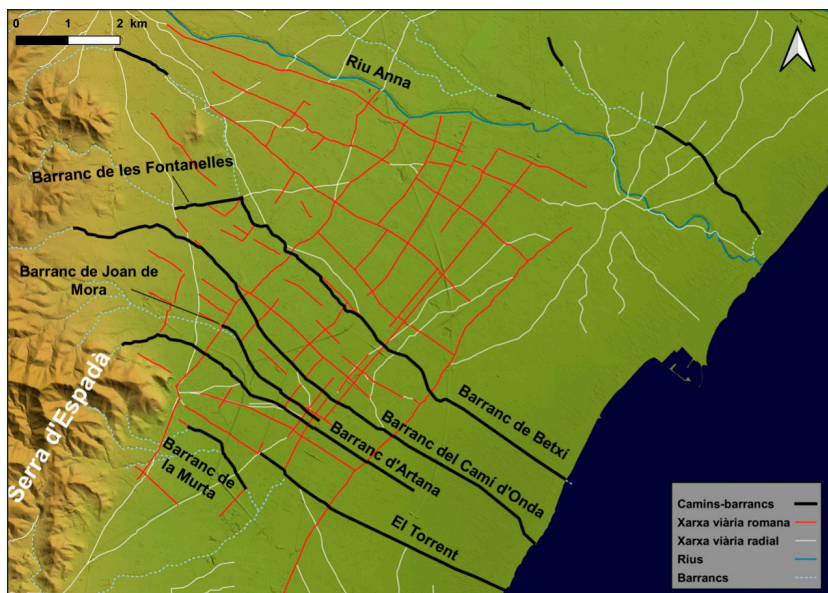 0 1 2 km
Riu Anna
Barranc de les Fontanelles
Barranc de Joan de
Mora
Serra d'Espadà
Barranc de
la Murta
Barranc de Betxí
Barranc del Camí d'Onda
Barranc d'Artana
El Torrent
Camins-barrancs
Xarxa viària romana
Xarxa viària radial
Rius
Barrancs